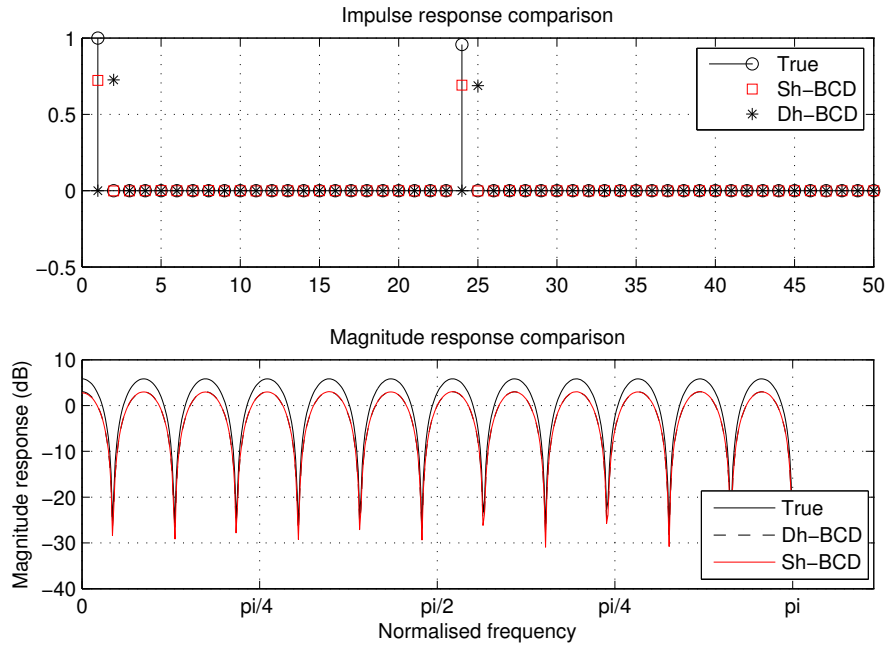 Impulse response comparison
1
0.5
0
−0.5
0 5 10 15 20 25 30 35 40 45 50
True
Sh−BCD
Dh−BCD
Magnitude response comparison
Magnitude response (dB)
10
0
−10
−20
−30
−40
0 pi/4 pi/2 pi/4 pi
Normalised frequency
True
Dh−BCD
Sh−BCD